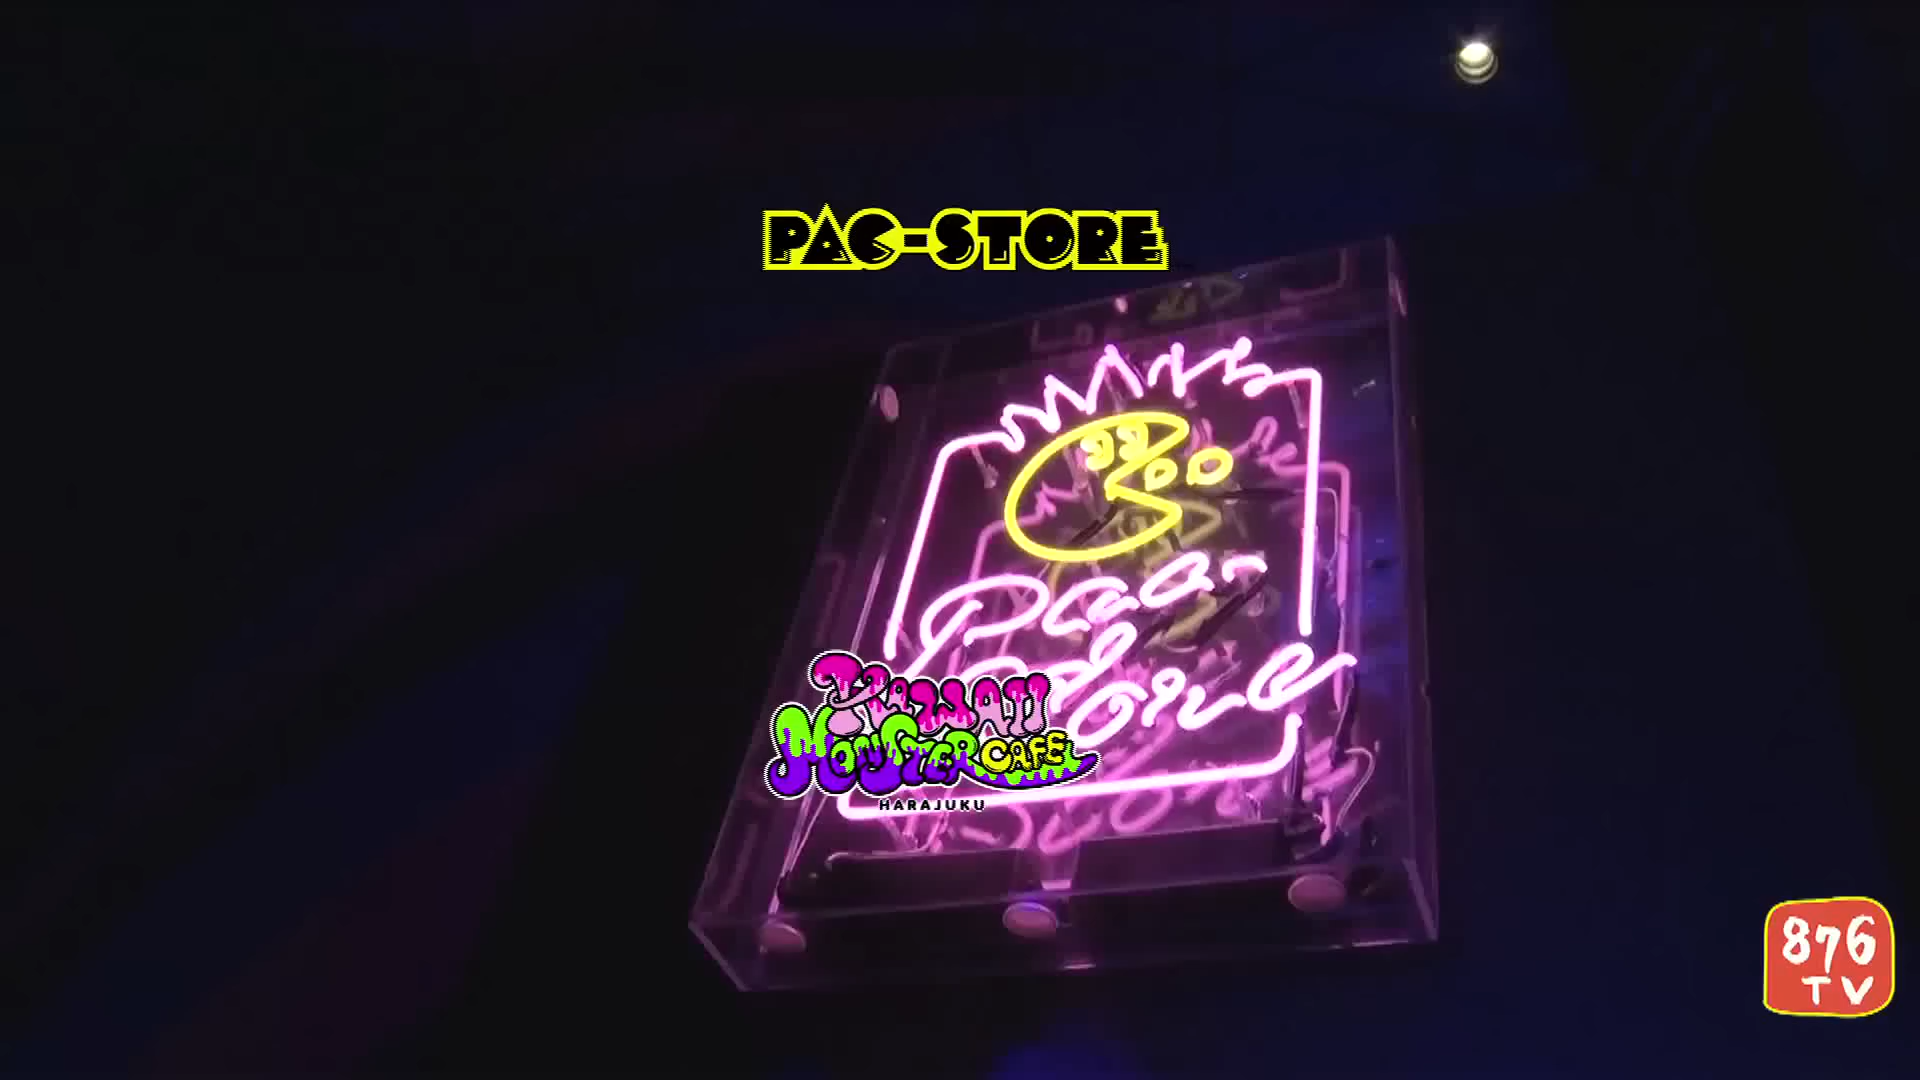 PAC-STORE
Pac-
Store
KAWAII
MONSTER CAFE
HARAJUKU
876
TV